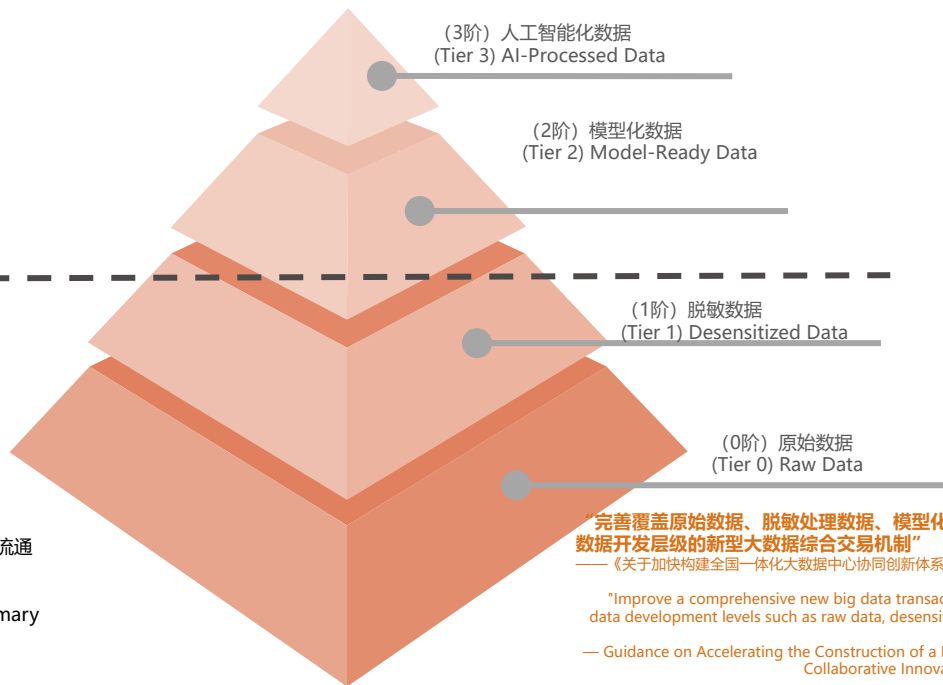 （3阶）人工智能化数据
(Tier 3) AI-Processed Data
（2阶）模型化数据
(Tier 2) Model-Ready Data
（1阶）脱敏数据
(Tier 1) Desensitized Data
（0阶）原始数据
(Tier 0) Raw Data
流通
mary
“完善覆盖原始数据、脱敏处理数据、模型化
数据开发层级的新型大数据综合交易机制”
——《关于加快构建全国一体化大数据中心协同创新体系
"Improve a comprehensive new big data transac
data development levels such as raw data, desensit
— Guidance on Accelerating the Construction of a
Collaborative Innova